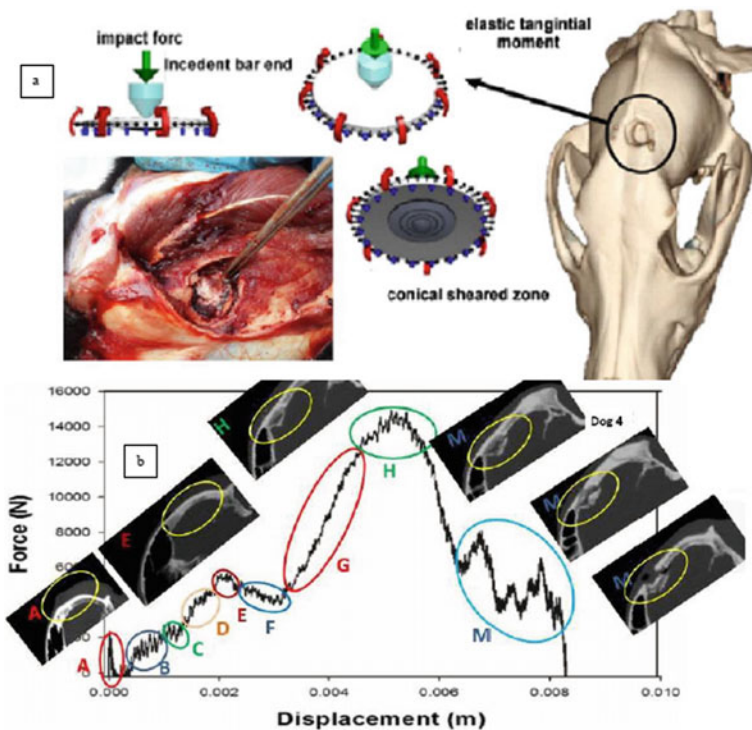 impact forc
Incedent bar end
a
elastic tangintial
moment
conical sheared zone
16000
14000
12000
10000
8000
Force (N)
b
Dog 4
H
E
A
M
M
M
A
B
C
D
E
F
G
H
M
0.000
0.002
0.004
0.006
0.008
0.010
Displacement (m)